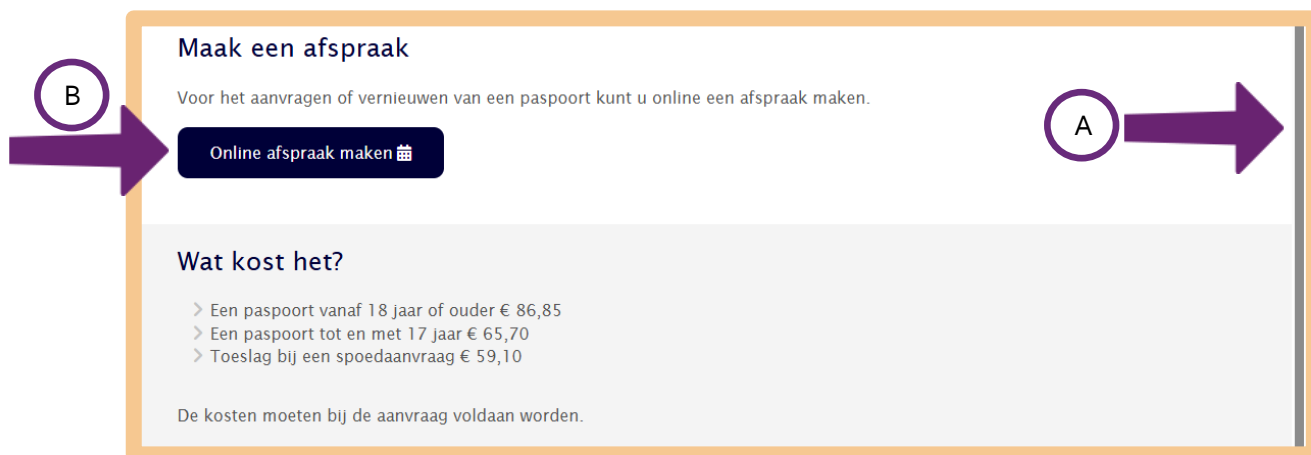 Maak een afspraak
B
Voor het aanvragen of vernieuwen van een paspoort kunt u online een afspraak maken.
A
Online afspraak maken
Wat kost het?
Een paspoort vanaf 18 jaar of ouder € 86,85
Een paspoort tot en met 17 jaar € 65,70
Toeslag bij een spoedaanvraag € 59,10
De kosten moeten bij de aanvraag voldaan worden.